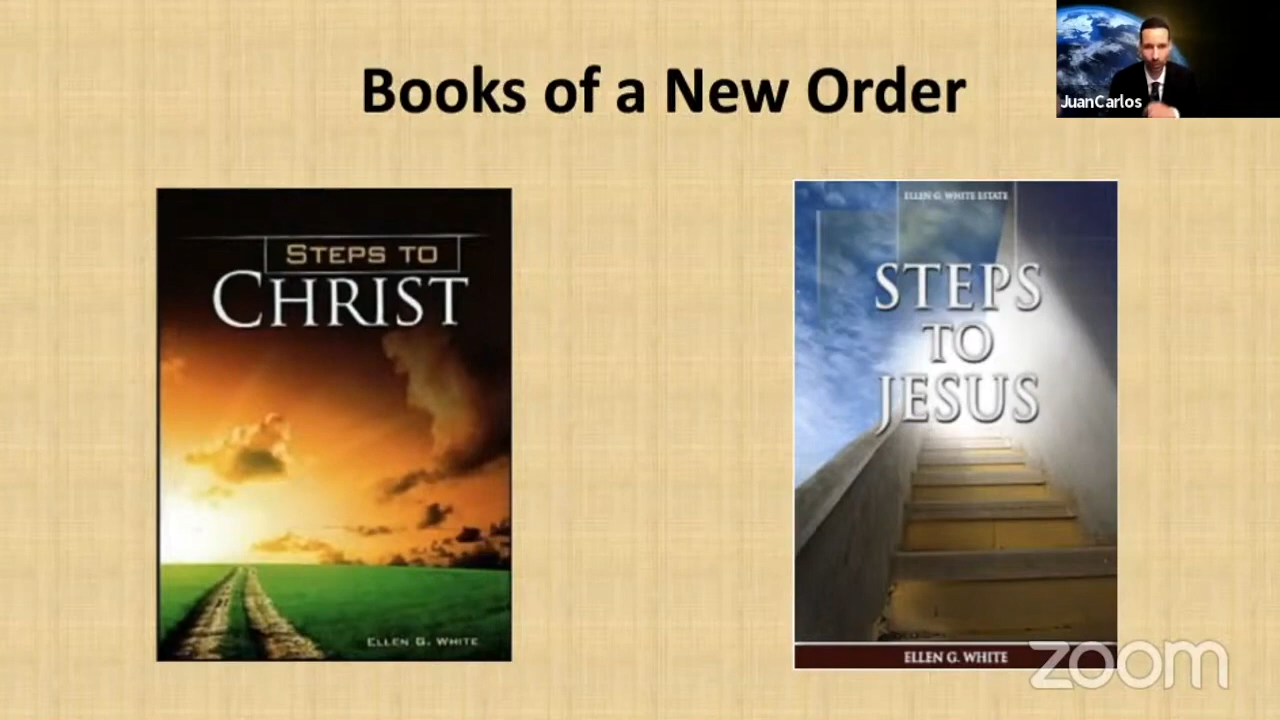 Books of a New Order
JuanCarlos
STEPS TO
CHRIST
ELLEN G. WHITE
ELLEN G. WHITE ESTATE
STEPS
TO
JESUS
ELLEN G. WHITE
zoom